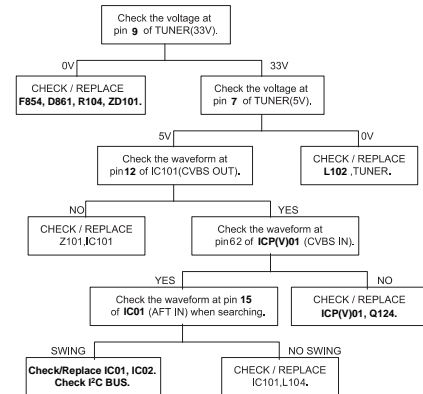 Check the voltage at
pin 9 of TUNER(33V).
0V
33V
CHECK / REPLACE
F854, D861, R104, ZD101.
Check the voltage at
pin 7 of TUNER(5V).
5V
0V
Check the waveform at
pin12 of IC101(CVBS OUT).
CHECK / REPLACE
L102 ,TUNER.
NO
YES
CHECK / REPLACE
Z101,IC101
Check the waveform at
pin62 of ICP(V)01 (CVBS IN).
YES
NO
Check the waveform at pin 15
of IC01 (AFT IN) when searching.
CHECK / REPLACE
ICP(V)01, Q124.
SWING
NO SWING
Check/Replace IC01, IC02.
Check I²C BUS.
CHECK / REPLACE
IC101,L104.